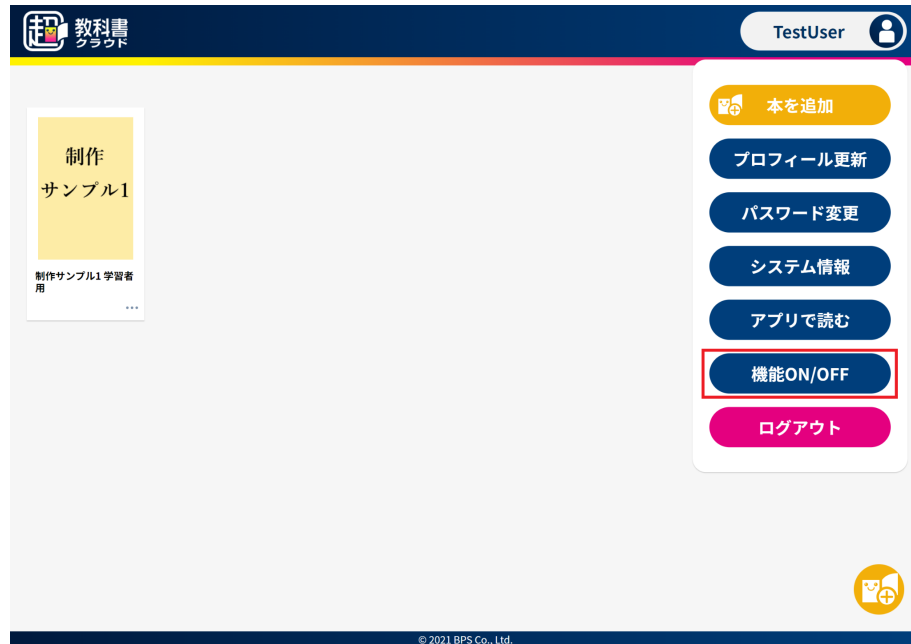 超 教科書
クラウド
TestUser
本を追加
プロフィール更新
パスワード変更
システム情報
アプリで読む
機能ON/OFF
ログアウト
制作
サンプル1
制作サンプル1 学習者
用
...
© 2021 BPS Co., Ltd.